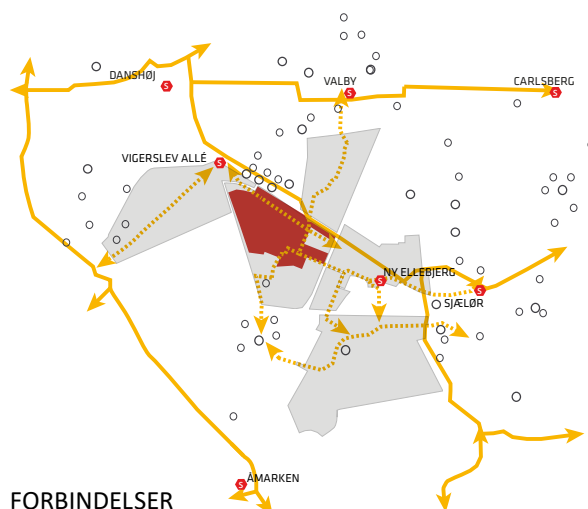 DANSHØJ
VALBY
CARLSBERG
VIGERSLEV ALLÉ
NY ELLEBJERG
SJÆLØR
ÅMARKEN
FORBINDELSER
S
S
S
S
S
S
S